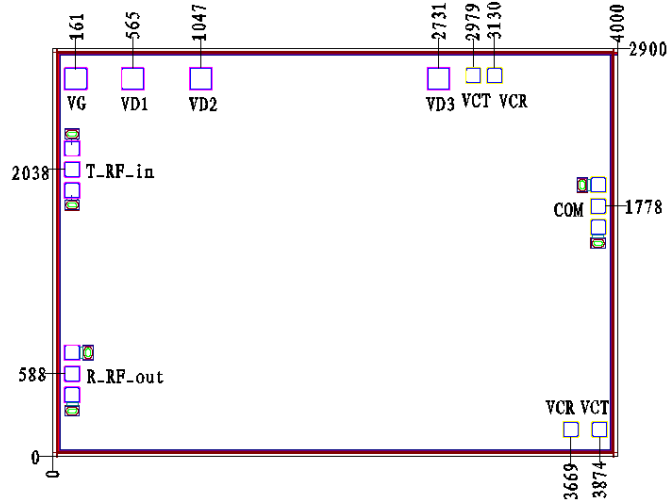 161 565 1047 2731 2979 3130 4000
2900
VG VD1 VD2 VD3 VCT VCR
2038 T_RF_in
COM 1778
588 R_RF_out
VCR VCT
0
0 3669 3874